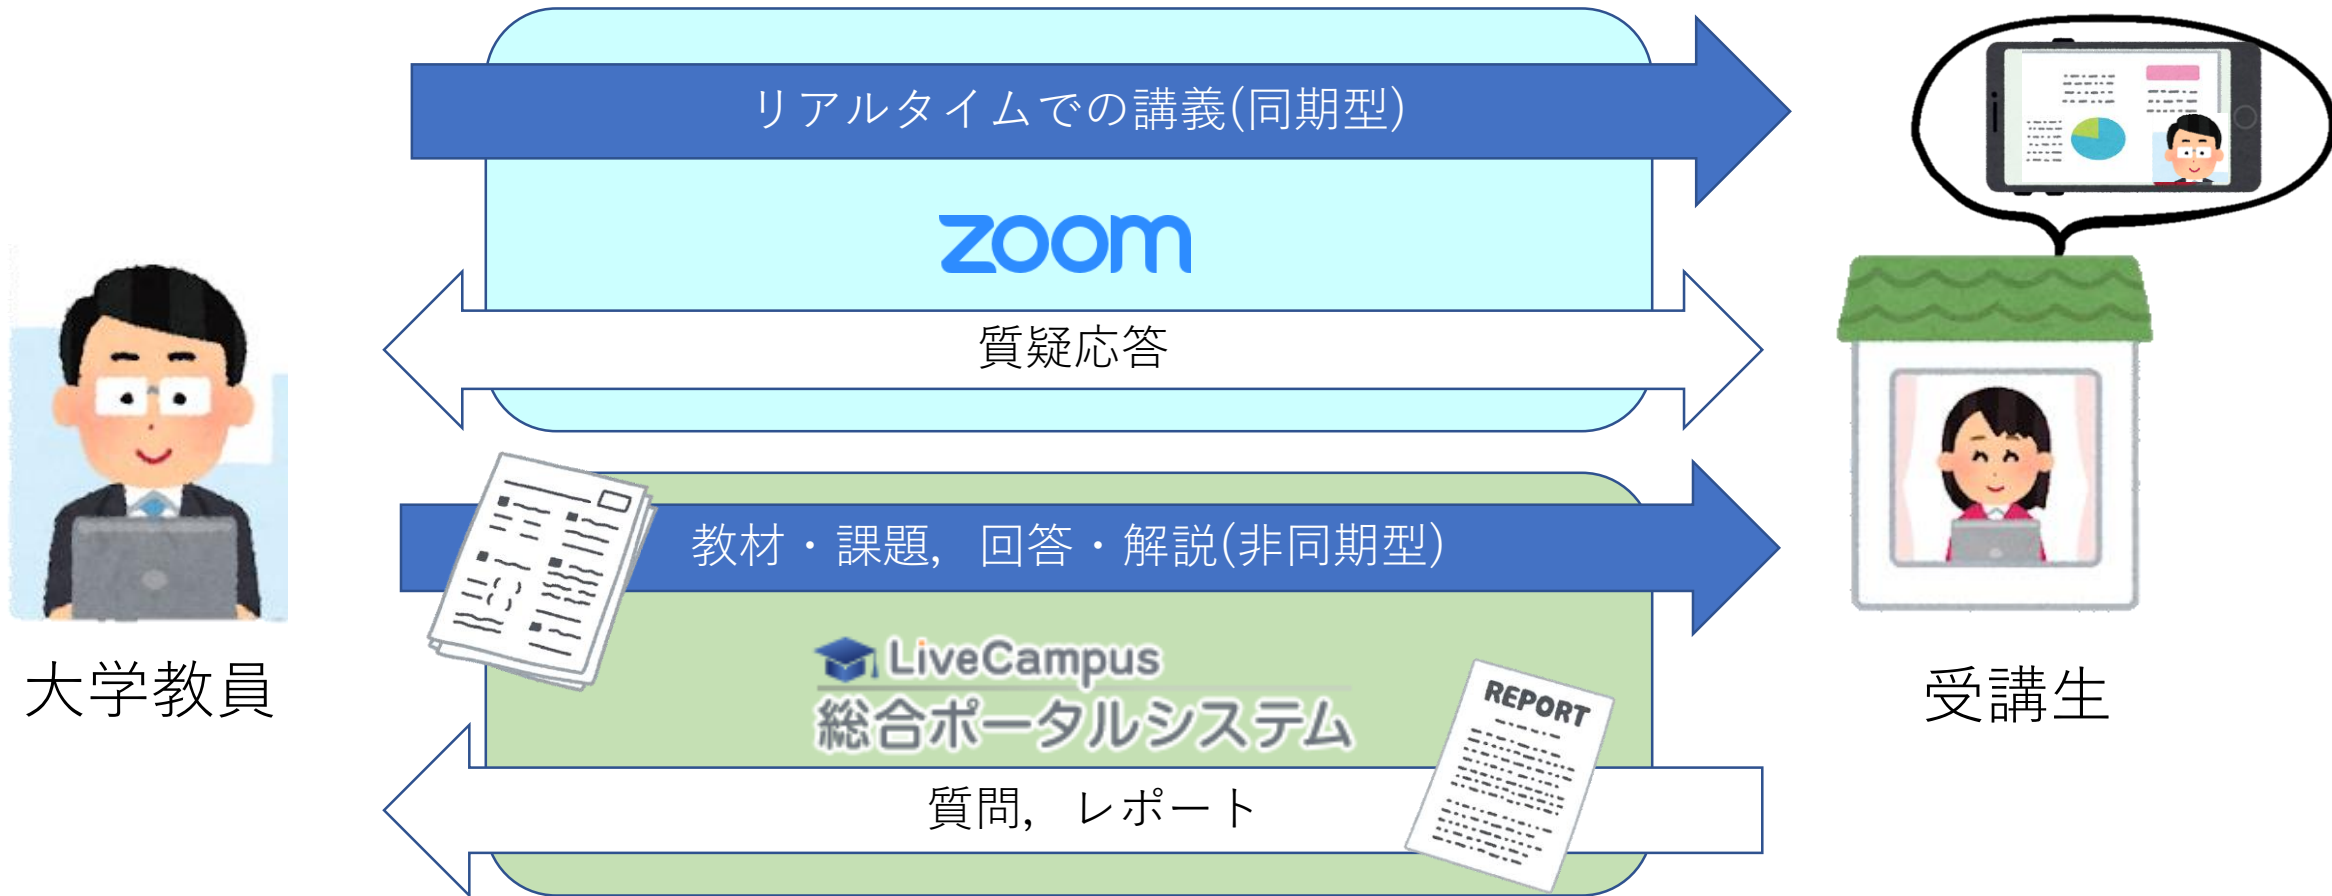 リアルタイムでの講義(同期型)
zoom
質疑応答
教材・課題，回答・解説(非同期型)
LiveCampus
総合ポータルシステム
REPORT
質問，レポート
大学教員
受講生